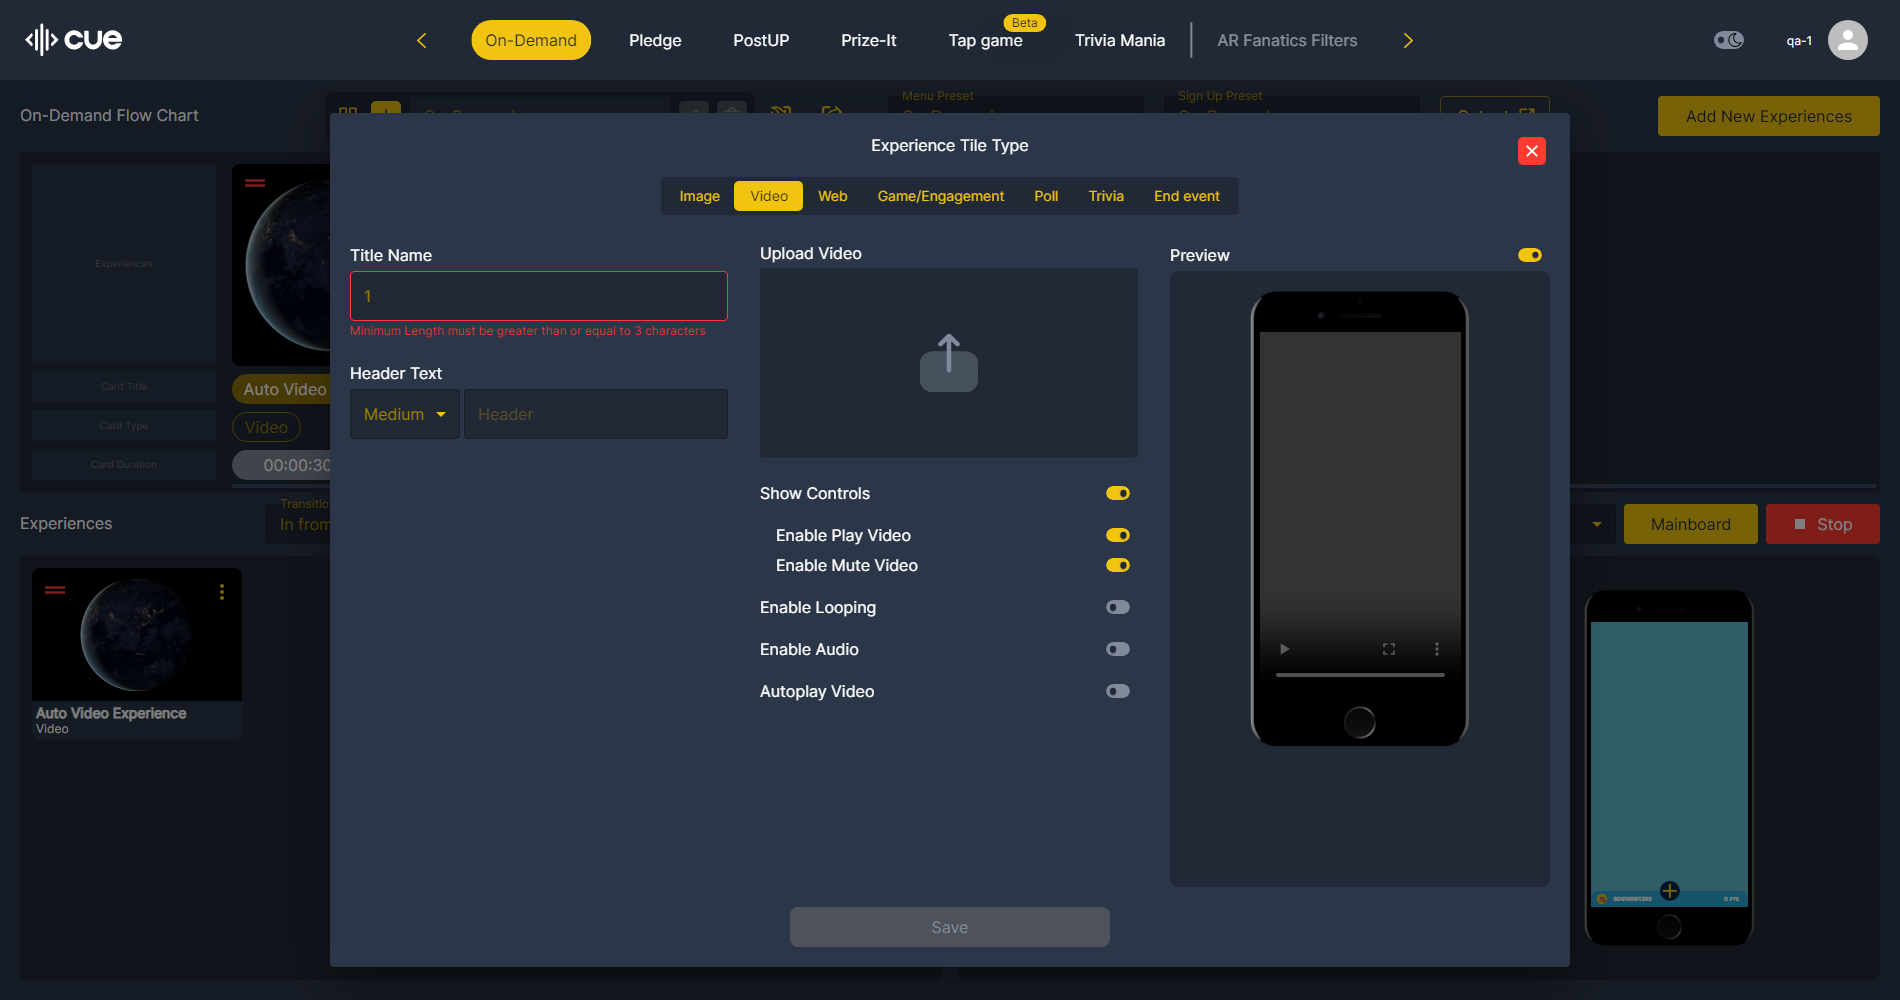 cue
On-Demand
Pledge
PostUP
Prize-It
Tap game
Beta
Trivia Mania
AR Fanatics Filters
qa-1
On-Demand Flow Chart
Menu Preset
Sign Up Preset
Add New Experiences
Experience Tile Type
Image
Video
Web
Game/Engagement
Poll
Trivia
End event
Experiences
Card Title
Card Type
Card Duration
Auto Video
Video
00:00:30
Title Name
1
Minimum Length must be greater than or equal to 3 characters
Header Text
Medium
Header
Upload Video
Show Controls
Enable Play Video
Enable Mute Video
Enable Looping
Enable Audio
Autoplay Video
Preview
Save
Experiences
Transitio
In from
Mainboard
Stop
Auto Video Experience
Video